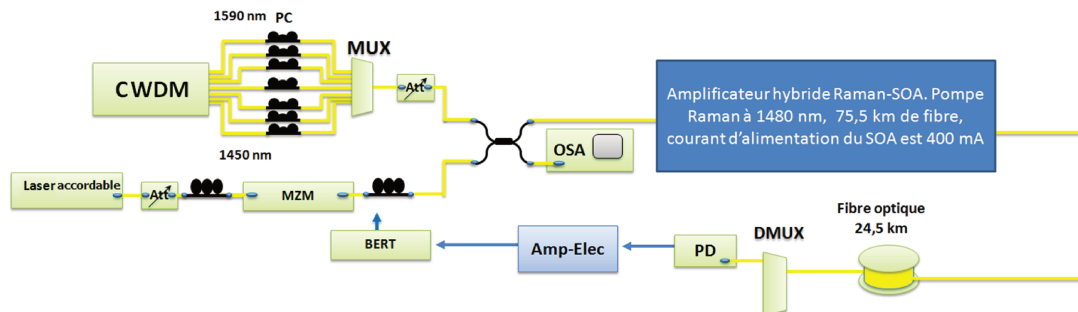 1590 nm
PC
MUX
CWDM
Att
1450 nm
OSA
Amplificateur hybride Raman-SOA. Pompe
Raman à 1480 nm, 75,5 km de fibre,
courant d'alimentation du SOA est 400 mA
Laser accordable
Att
MZM
BERT
Amp-Elec
PD
DMUX
Fibre optique
24,5 km